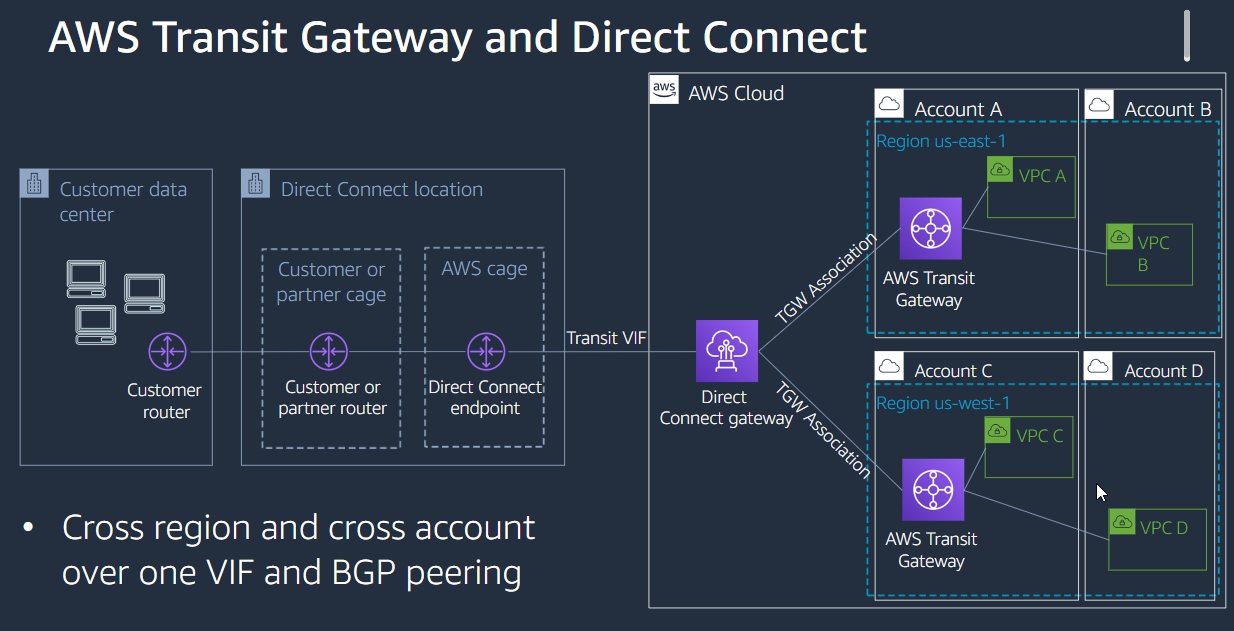 AWS Transit Gateway and Direct Connect
aws
AWS Cloud
Account A
Account B
Region us-east-1
VPC A
VPC
B
AWS Transit
Gateway
Customer data
center
Direct Connect location
Customer or
partner cage
AWS cage
Customer
router
Customer or
partner router
Direct Connect
endpoint
Transit VIF
Direct
Connect gateway
TGW Association
TGW Association
Account C
Account D
Region us-west-1
VPC C
VPC D
AWS Transit
Gateway
• Cross region and cross account
over one VIF and BGP peering